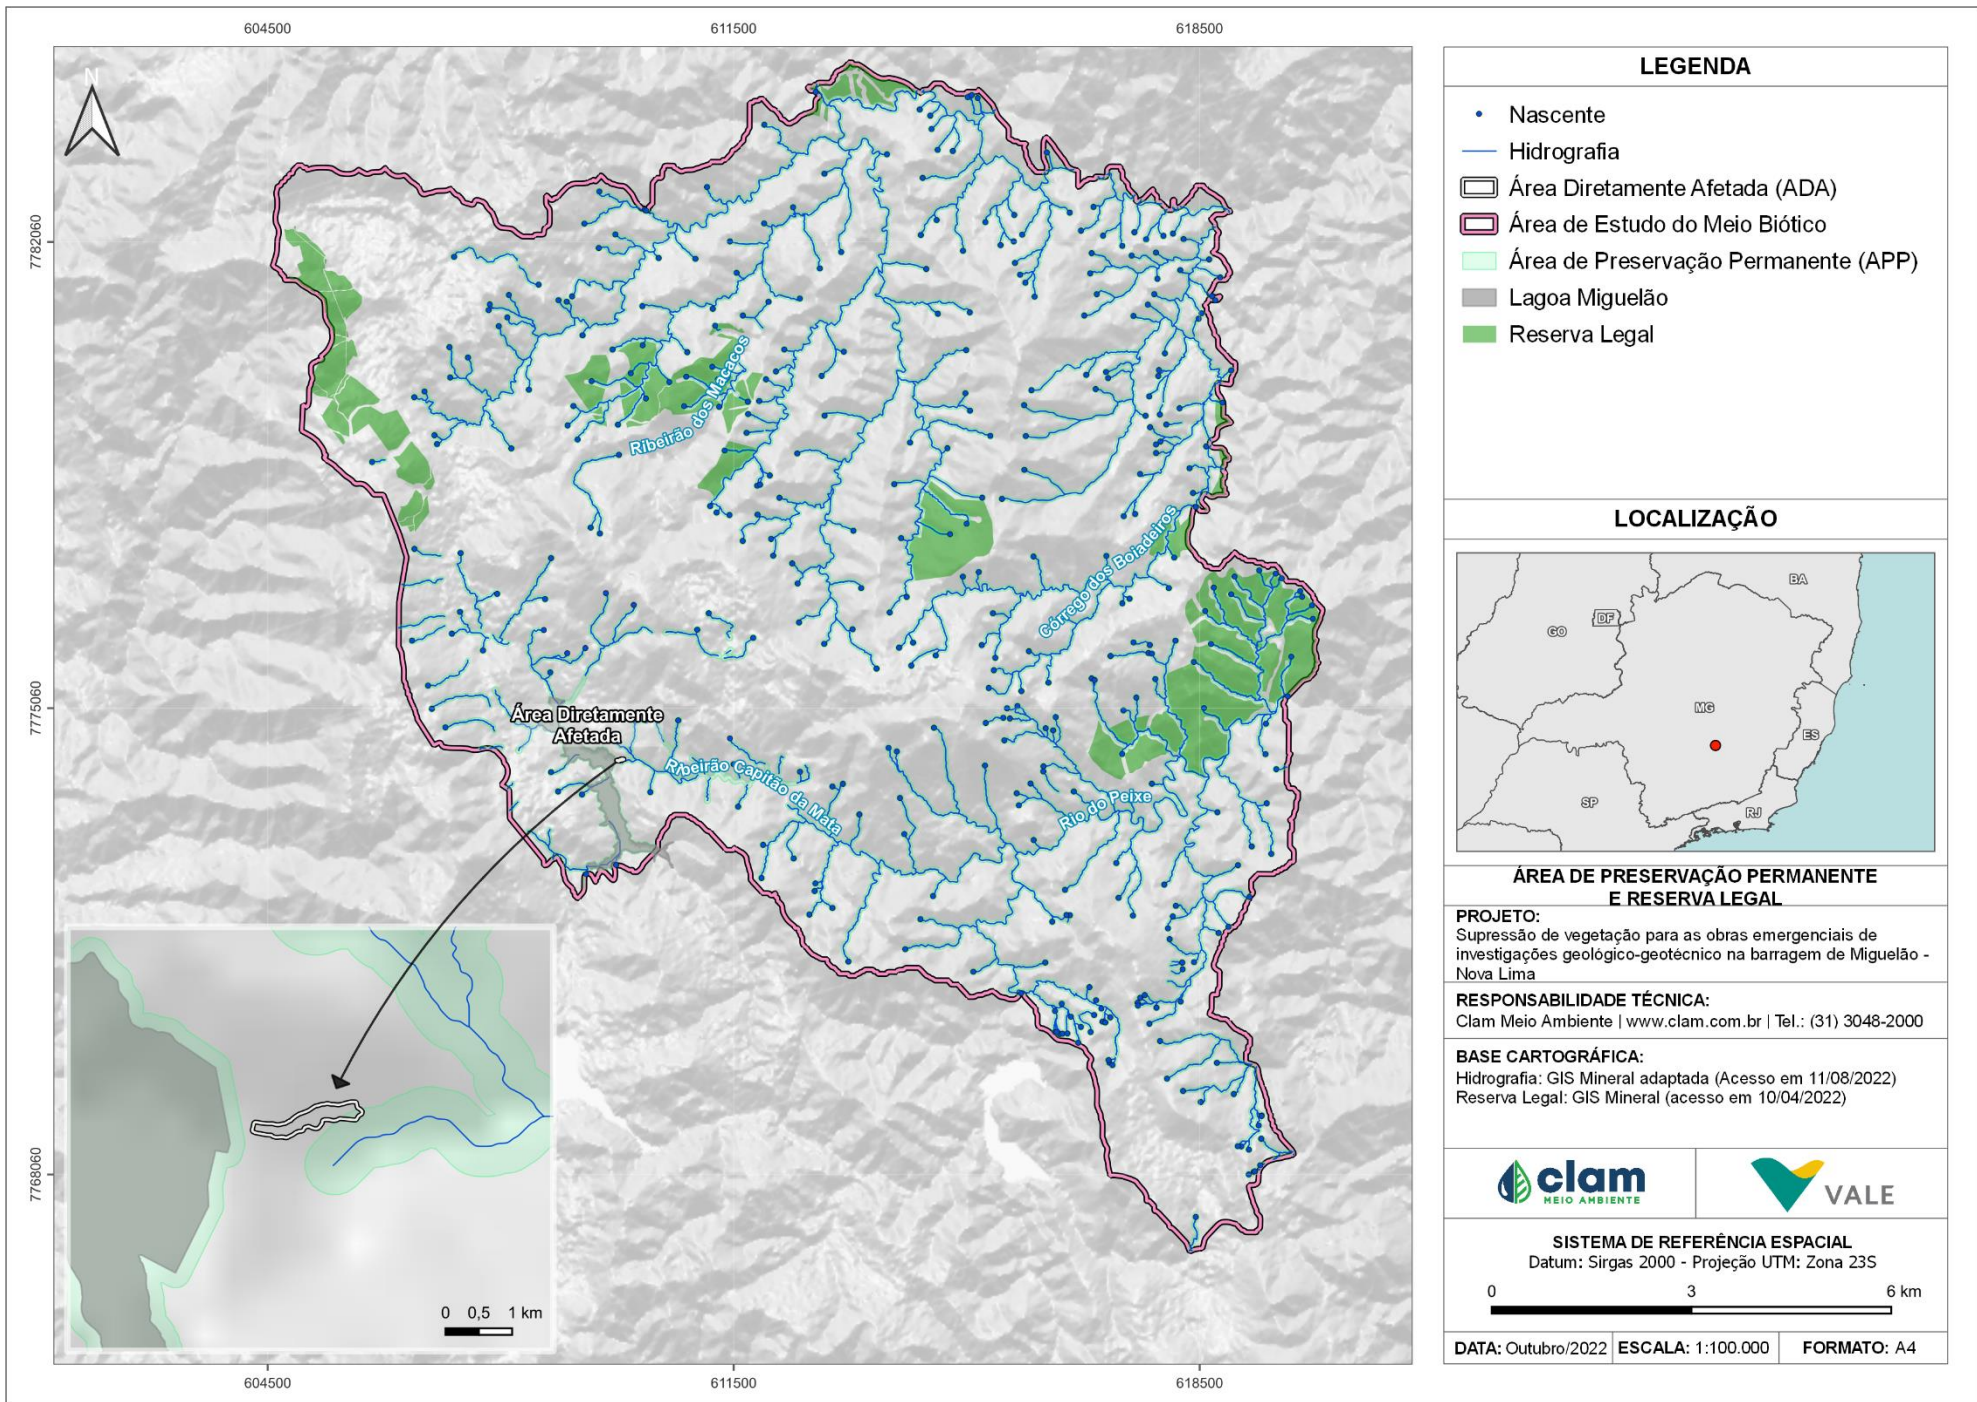 604500
611500
618500
7782060
7775060
7768060
N
Ribeirão dos Macacos
Córrego dos Boiadeiros
Área Diretamente
Afetada
Ribeirão Capitão da Mata
Rio do Peixe
0 0,5 1 km
604500
611500
618500
LEGENDA
Nascente
Hidrografia
Área Diretamente Afetada (ADA)
Área de Estudo do Meio Biótico
Área de Preservação Permanente (APP)
Lagoa Miguelão
Reserva Legal
LOCALIZAÇÃO
BA
DF
GO
MG
ES
SP
RJ
ÁREA DE PRESERVAÇÃO PERMANENTE
E RESERVA LEGAL
PROJETO:
Supressão de vegetação para as obras emergenciais de
investigações geológico-geotécnico na barragem de Miguelão -
Nova Lima
RESPONSABILIDADE TÉCNICA:
Clam Meio Ambiente | www.clam.com.br | Tel.: (31) 3048-2000
BASE CARTOGRÁFICA:
Hidrografia: GIS Mineral adaptada (Acesso em 11/08/2022)
Reserva Legal: GIS Mineral (acesso em 10/04/2022)
clam
MEIO AMBIENTE
VALE
SISTEMA DE REFERÊNCIA ESPACIAL
Datum: Sirgas 2000 - Projeção UTM: Zona 23S
0 3 6 km
DATA: Outubro/2022 ESCALA: 1:100.000 FORMATO: A4